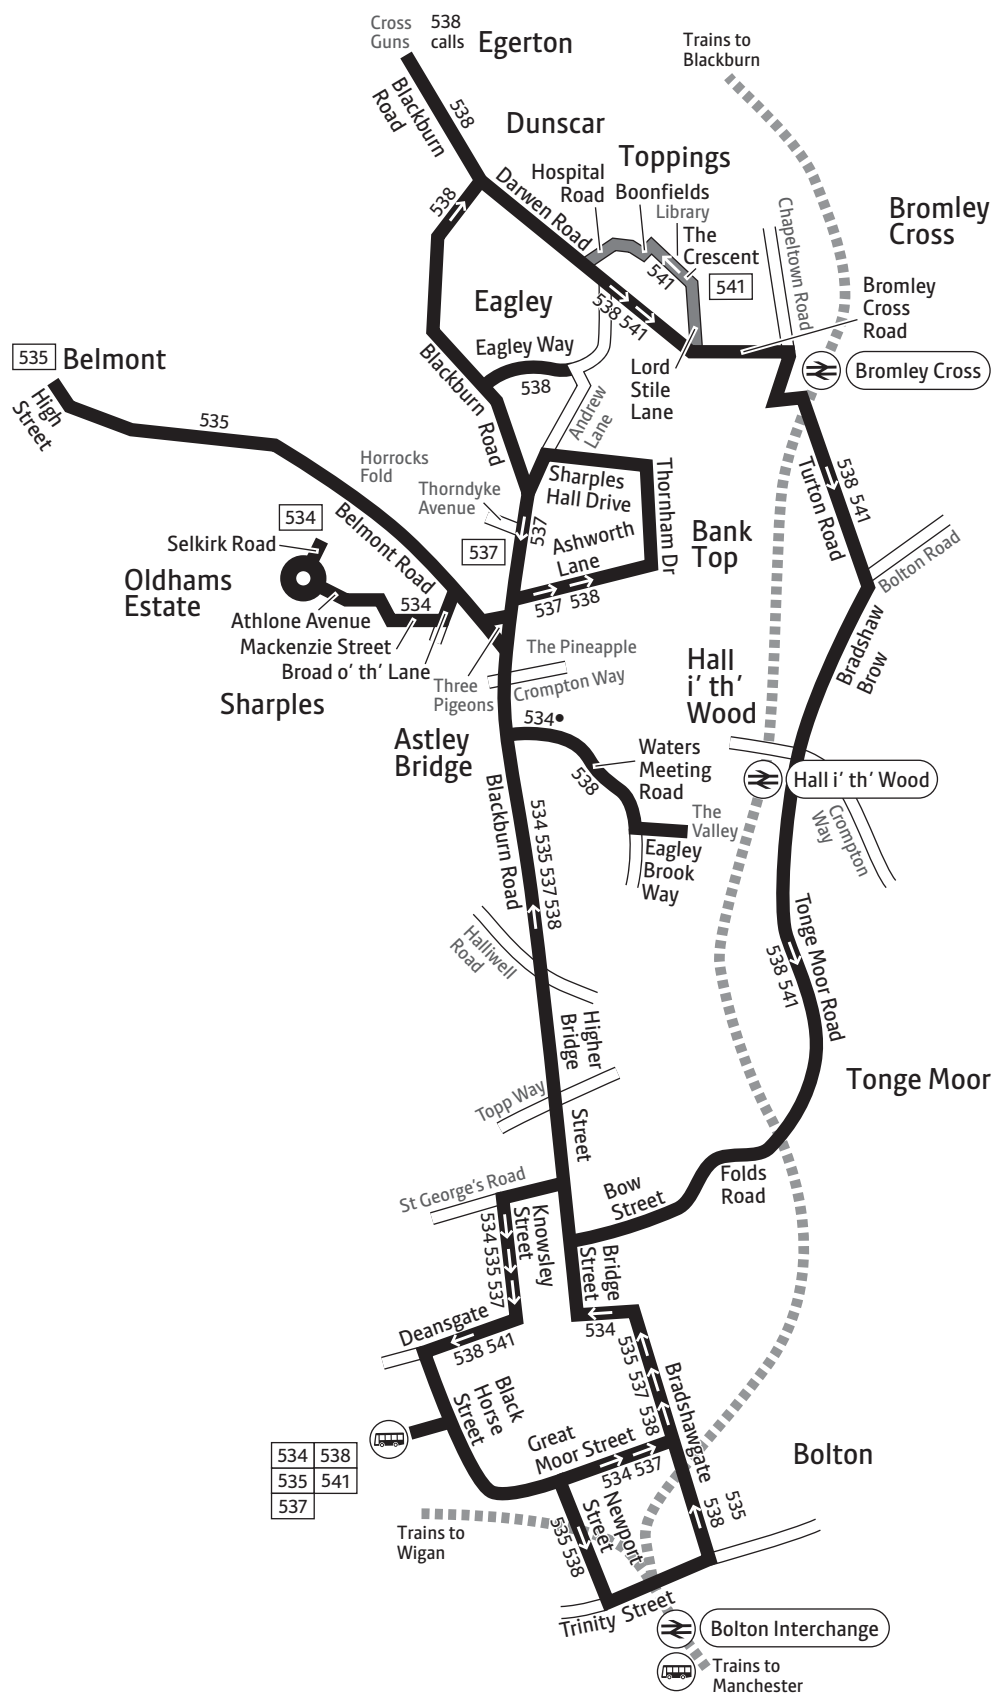 Cross
Guns
538
calls
Egerton
Trains to
Blackburn
Blackburn
Road
538
Dunscar
Toppings
Hospital
Road
Boonfields
Library
The
Crescent
Darwen Road
538
541
541
538 541
Chapeltown Road
Bromley
Cross
Bromley
Cross
Road
Eagley
Eagley Way
538
Lord
Stile
Lane
Bromley Cross
535
Belmont
High
Street
535
Blackburn
Road
Andrew
Lane
Horrocks
Fold
Thorndyke
Avenue
Sharples
Hall Drive
Thornham Dr
538 541
Turton Road
534
Selkirk Road
Belmont Road
537
537
Ashworth
Lane
Bank
Top
Bolton Road
Oldhams
Estate
534
537 538
Athlone Avenue
Mackenzie Street
Broad o' th' Lane
Three
Pigeons
The Pineapple
Crompton Way
Bradshaw
Brow
Sharples
Hall
i' th'
Wood
Astley
Bridge
534•
538
Waters
Meeting
Road
Hall i' th' Wood
Blackburn Road
534 535 537 538
The
Valley
Eagley
Brook
Way
Crompton
Way
Halliwell
Road
Tonge Moor Road
538 541
Higher
Bridge
Street
Topp Way
Tonge Moor
St George's Road
Bow
Street
Folds
Road
Knowsley
Street
534 535 537
Bridge
Street
Deansgate
538 541
534
535 537 538
Black
Horse
Street
Bradshawgate
Great
Moor Street
534 537
Bolton
534 538
535 541
537
535
538
Newport
Street
535 538
Trains to
Wigan
Trinity Street
Bolton Interchange
Trains to
Manchester